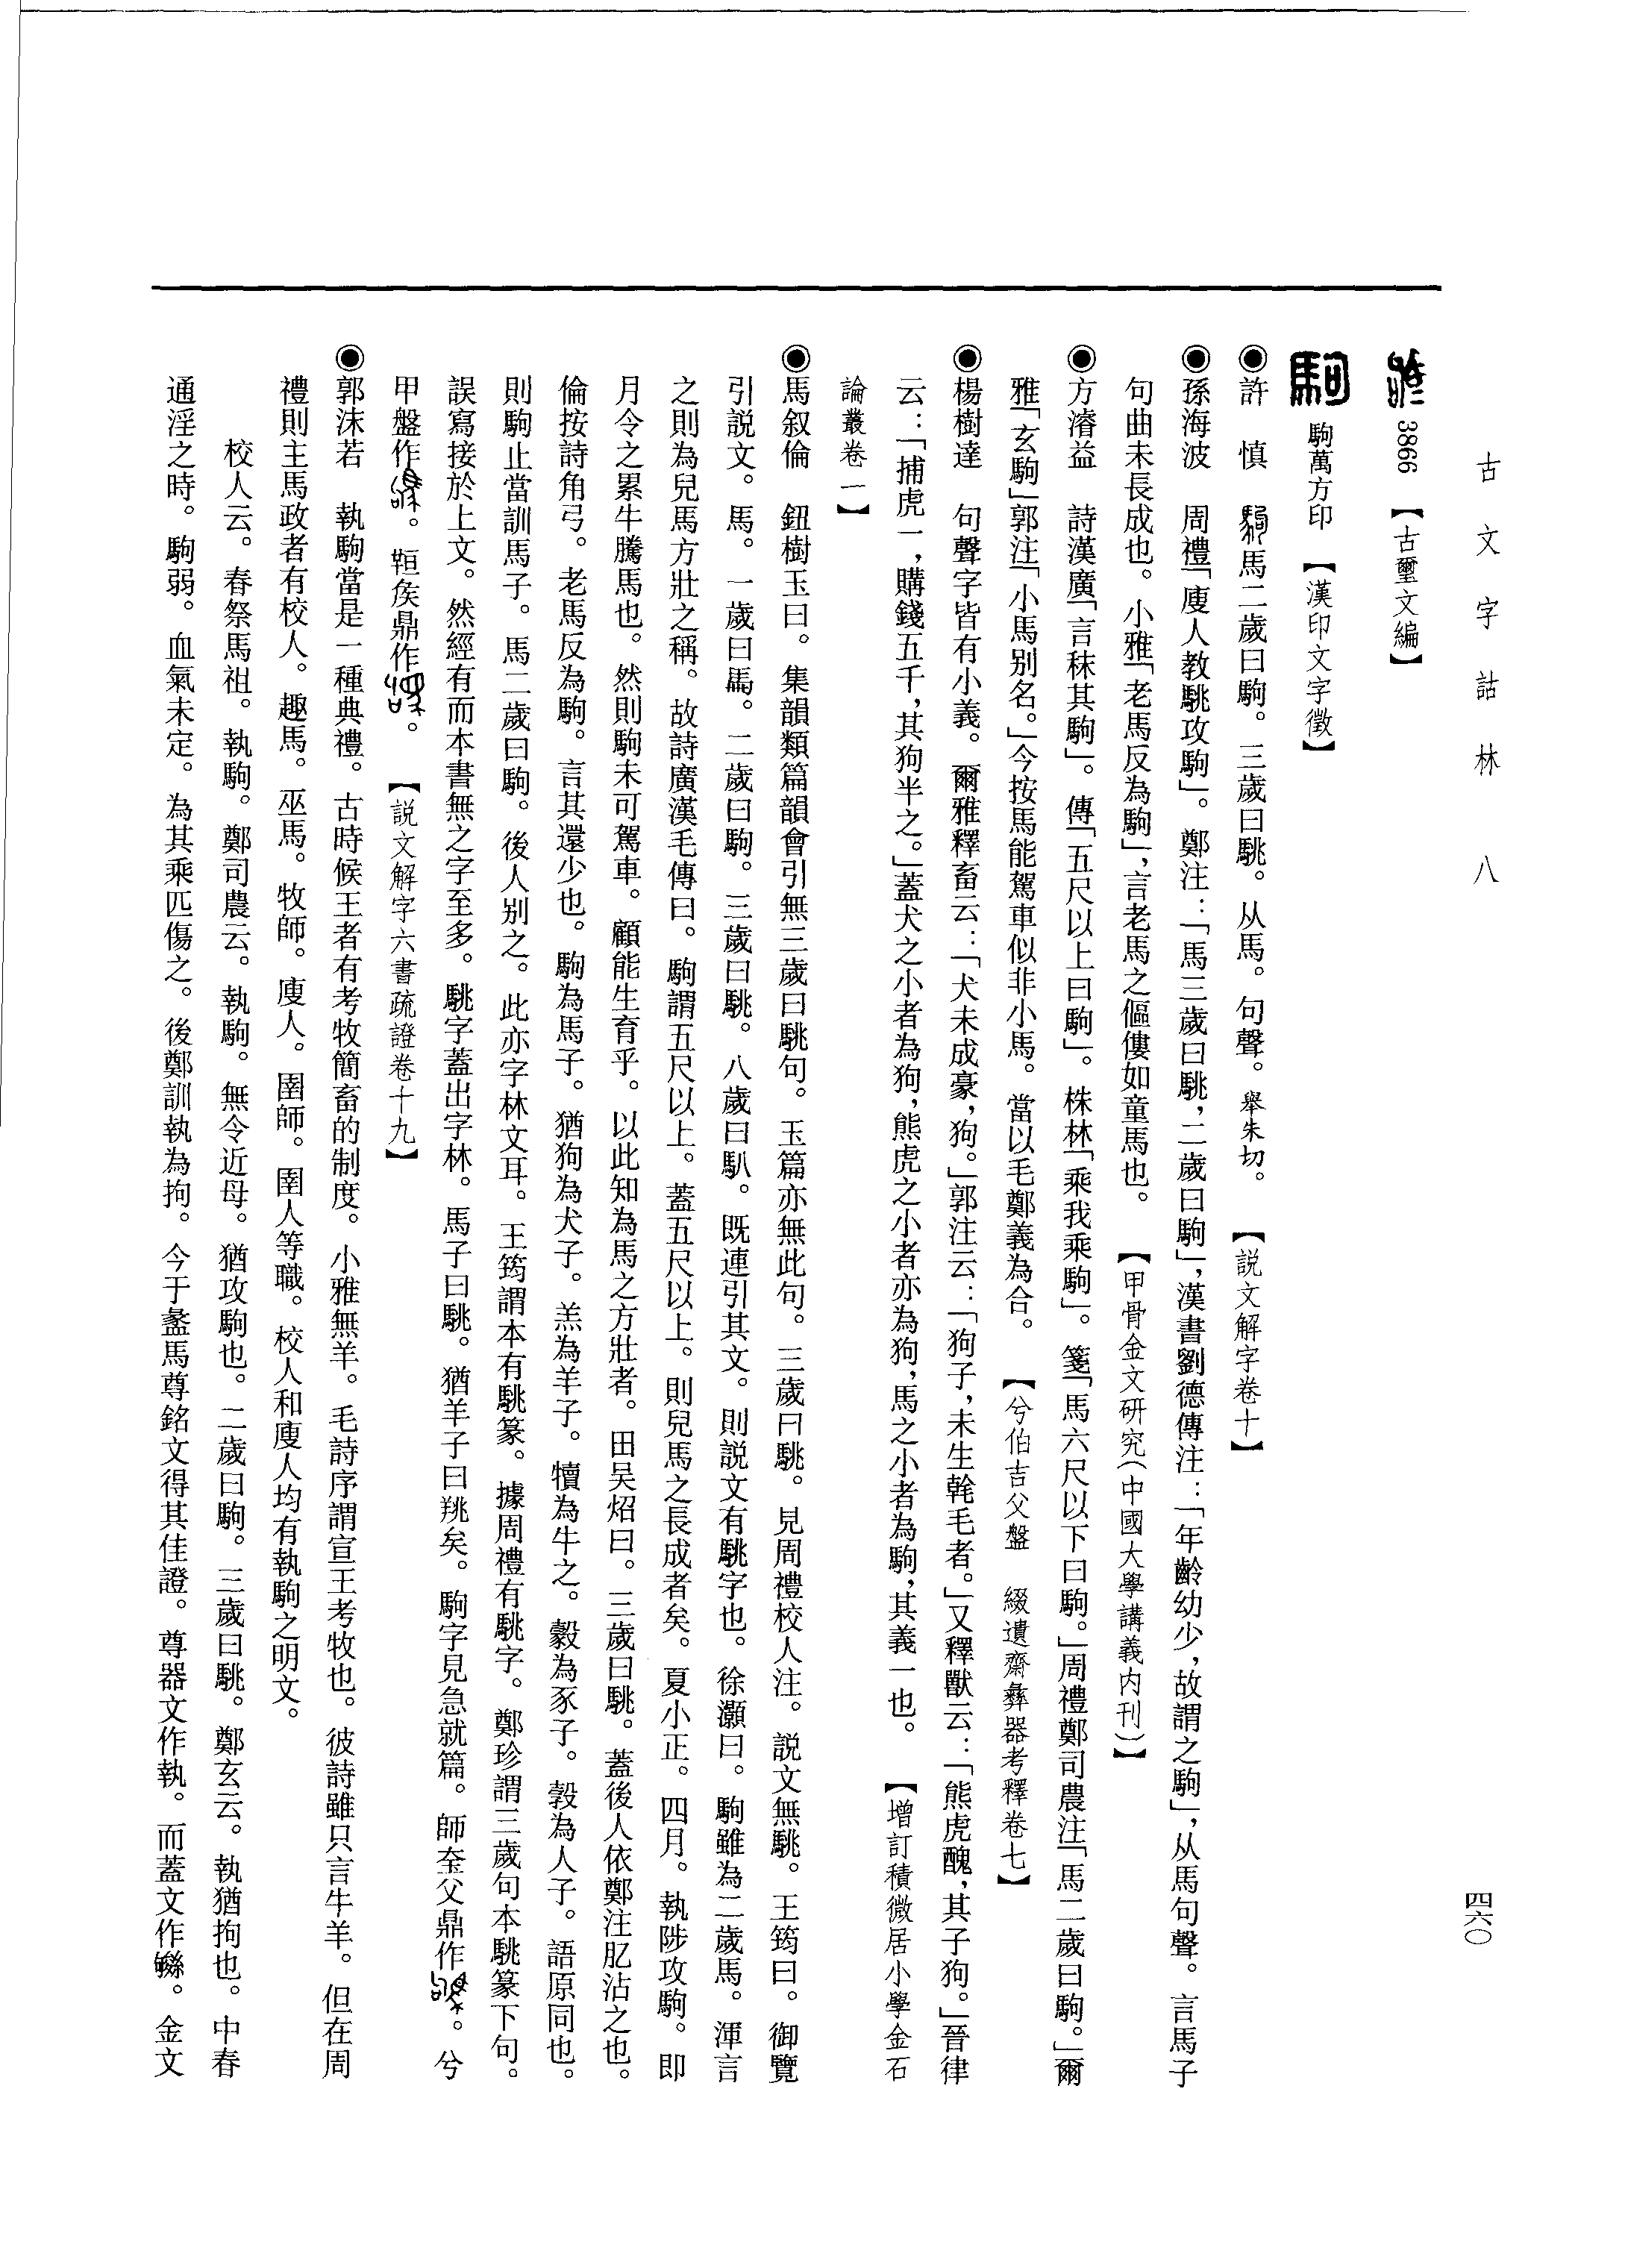 古文字詁林 八
四六〇
3866 【古璽文編】
駒萬方印 【漢印文字徵】
◉許 慎 馬二歲曰駒。三歲曰駣。从馬。句聲。舉朱切。 【説文解字卷十】
◉孫海波 周禮「廋人教駣攻駒」。鄭注：「馬三歲曰駣，二歲曰駒」，漢書劉德傳注：「年齡幼少，故謂之駒」，从馬句聲。言馬子
句曲未長成也。小雅「老馬反為駒」，言老馬之傴僂如童馬也。 【甲骨金文研究（中國大學講義内刊）】
◉方濬益 詩漢廣「言秣其駒」。傳「五尺以上曰駒」。株林「乘我乘駒」。箋「馬六尺以下曰駒。」周禮鄭司農注「馬二歲曰駒。」爾
雅「玄駒」郭注「小馬别名。」今按馬能駕車似非小馬。當以毛鄭義為合。 【兮伯吉父盤 綴遺齋彝器考釋卷七】
◉楊樹達 句聲字皆有小義。爾雅釋畜云：「犬未成豪，狗。」郭注云：「狗子，未生𠦝毛者。」又釋獸云：「熊虎醜，其子狗。」晉律
云：「捕虎一，購錢五千，其狗半之。」蓋犬之小者為狗，熊虎之小者亦為狗，馬之小者為駒，其義一也。 【增訂積微居小學金石
論叢卷一】
◉馬叙倫 鈕樹玉曰。集韻類篇韻會引無三歲曰駣句。玉篇亦無此句。三歲曰駣。見周禮校人注。説文無駣。王筠曰。御覽
引説文。馬。一歲曰馬。二歲曰駒。三歲曰駣。八歲曰馭。既連引其文。則説文有駣字也。徐灝曰。駒雖為二歲馬。渾言
之則為兒馬方壯之稱。故詩廣漢毛傳曰。駒謂五尺以上。蓋五尺以上。則兒馬之長成者矣。夏小正。四月。執陟攻駒。即
月令之累牛騰馬也。然則駒未可駕車。顧能生育乎。以此知為馬之方壯者。田吴炤曰。三歲曰駣。蓋後人依鄭注肊沾之也。
倫按詩角弓。老馬反為駒。言其還少也。駒為馬子。猶狗為犬子。羔為羊子。犢為牛之。縠為豕子。㝅為人子。語原同也。
則駒止當訓馬子。馬二歲曰駒。後人别之。此亦字林文耳。王筠謂本有駣篆。據周禮有駣字。鄭珍謂三歲句本駣篆下句。
誤寫接於上文。然經有而本書無之字至多。駣字蓋出字林。馬子曰駣。猶羊子曰羜矣。駒字見急就篇。師㚅父鼎作。兮
甲盤作。䡊矦鼎作。 【説文解字六書疏證卷十九】
◉郭沫若 執駒當是一種典禮。古時候王者有考牧簡畜的制度。小雅無羊。毛詩序謂宣王考牧也。彼詩雖只言牛羊。但在周
禮則主馬政者有校人。趣馬。巫馬。牧師。廋人。圉師。圉人等職。校人和廋人均有執駒之明文。
校人云。春祭馬祖。執駒。鄭司農云。執駒。無令近母。猶攻駒也。二歲曰駒。三歲曰駣。鄭玄云。執猶拘也。中春
通淫之時。駒弱。血氣未定。為其乘匹傷之。後鄭訓執為拘。今于盠馬尊銘文得其佳證。尊器文作執。而蓋文作。金文